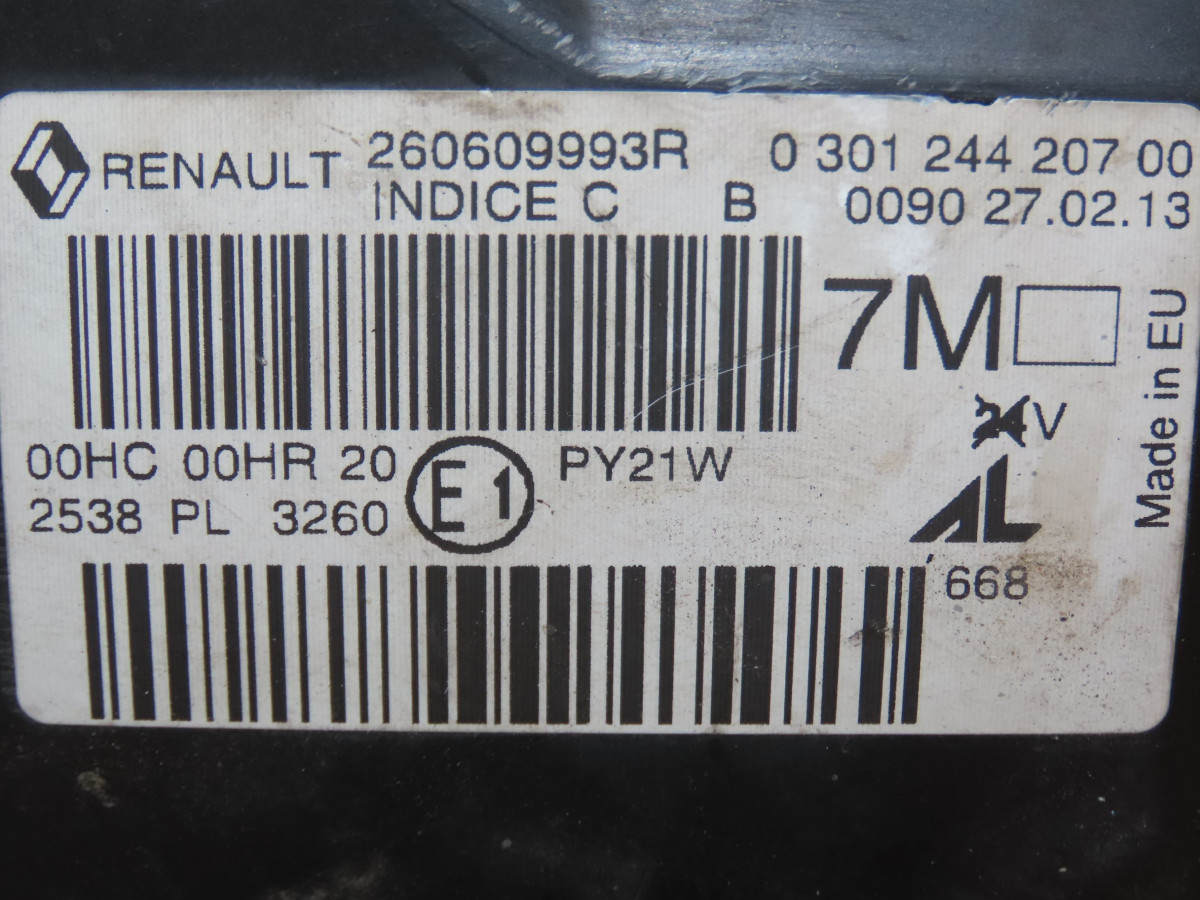 RENAULT 260609993R 0 301 244 207 00
INDICE C B 0090 27.02.13
7M
24V
Made in EU
00HC 00HR 20 E1 PY21W
2538 PL 3260
AL
668